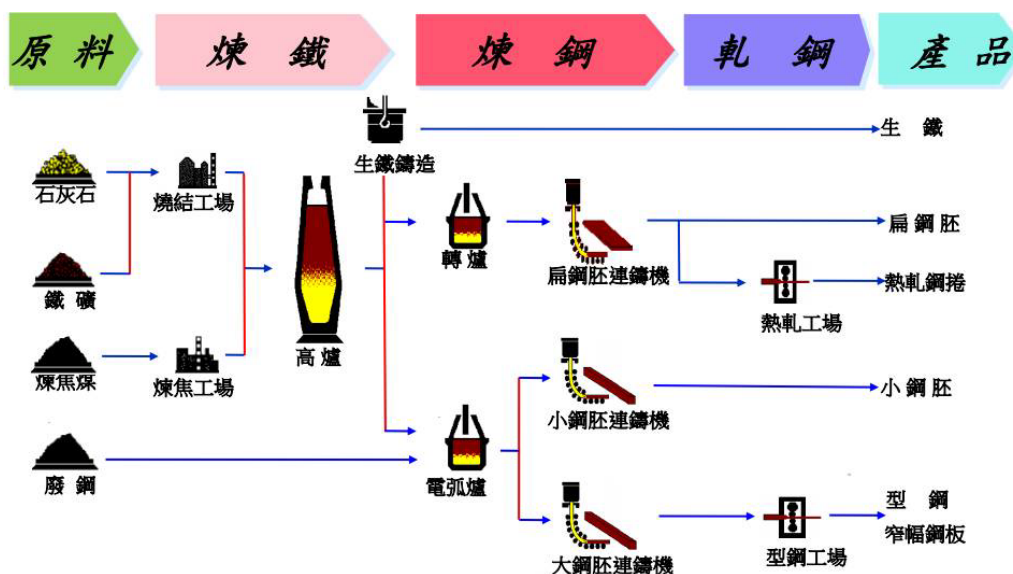 原料
煉鐵
煉鋼
軋鋼
產品
生鐵鑄造
生鐵
石灰石
燒結工場
轉爐
扁鋼胚連鑄機
扁鋼胚
鐵礦
熱軋工場
熱軋鋼捲
高爐
煉焦煤
煉焦工場
小鋼胚連鑄機
小鋼胚
廢鋼
電弧爐
大鋼胚連鑄機
型鋼工場
型鋼
窄幅鋼板